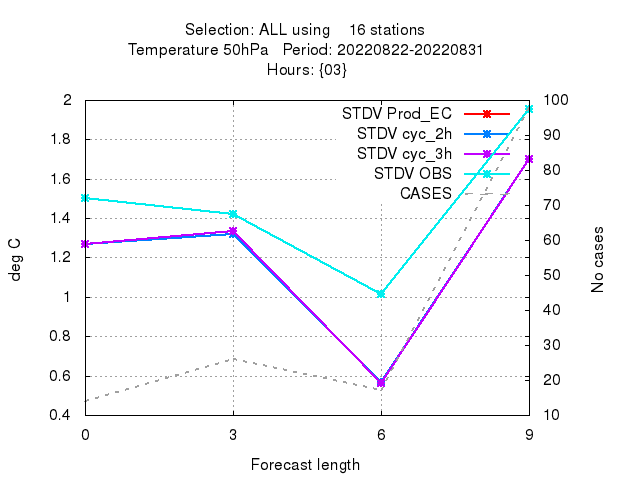 Selection: ALL using    16 stations
Temperature 50hPa   Period: 20220822-20220831
Hours: {03}
2
1.8
1.6
1.4
1.2
1
0.8
0.6
0.4
100
90
80
70
60
50
40
30
20
10
STDV Prod_EC
STDV cyc_2h
STDV cyc_3h
STDV OBS
CASES
deg C
No cases
0 3 6 9
Forecast length